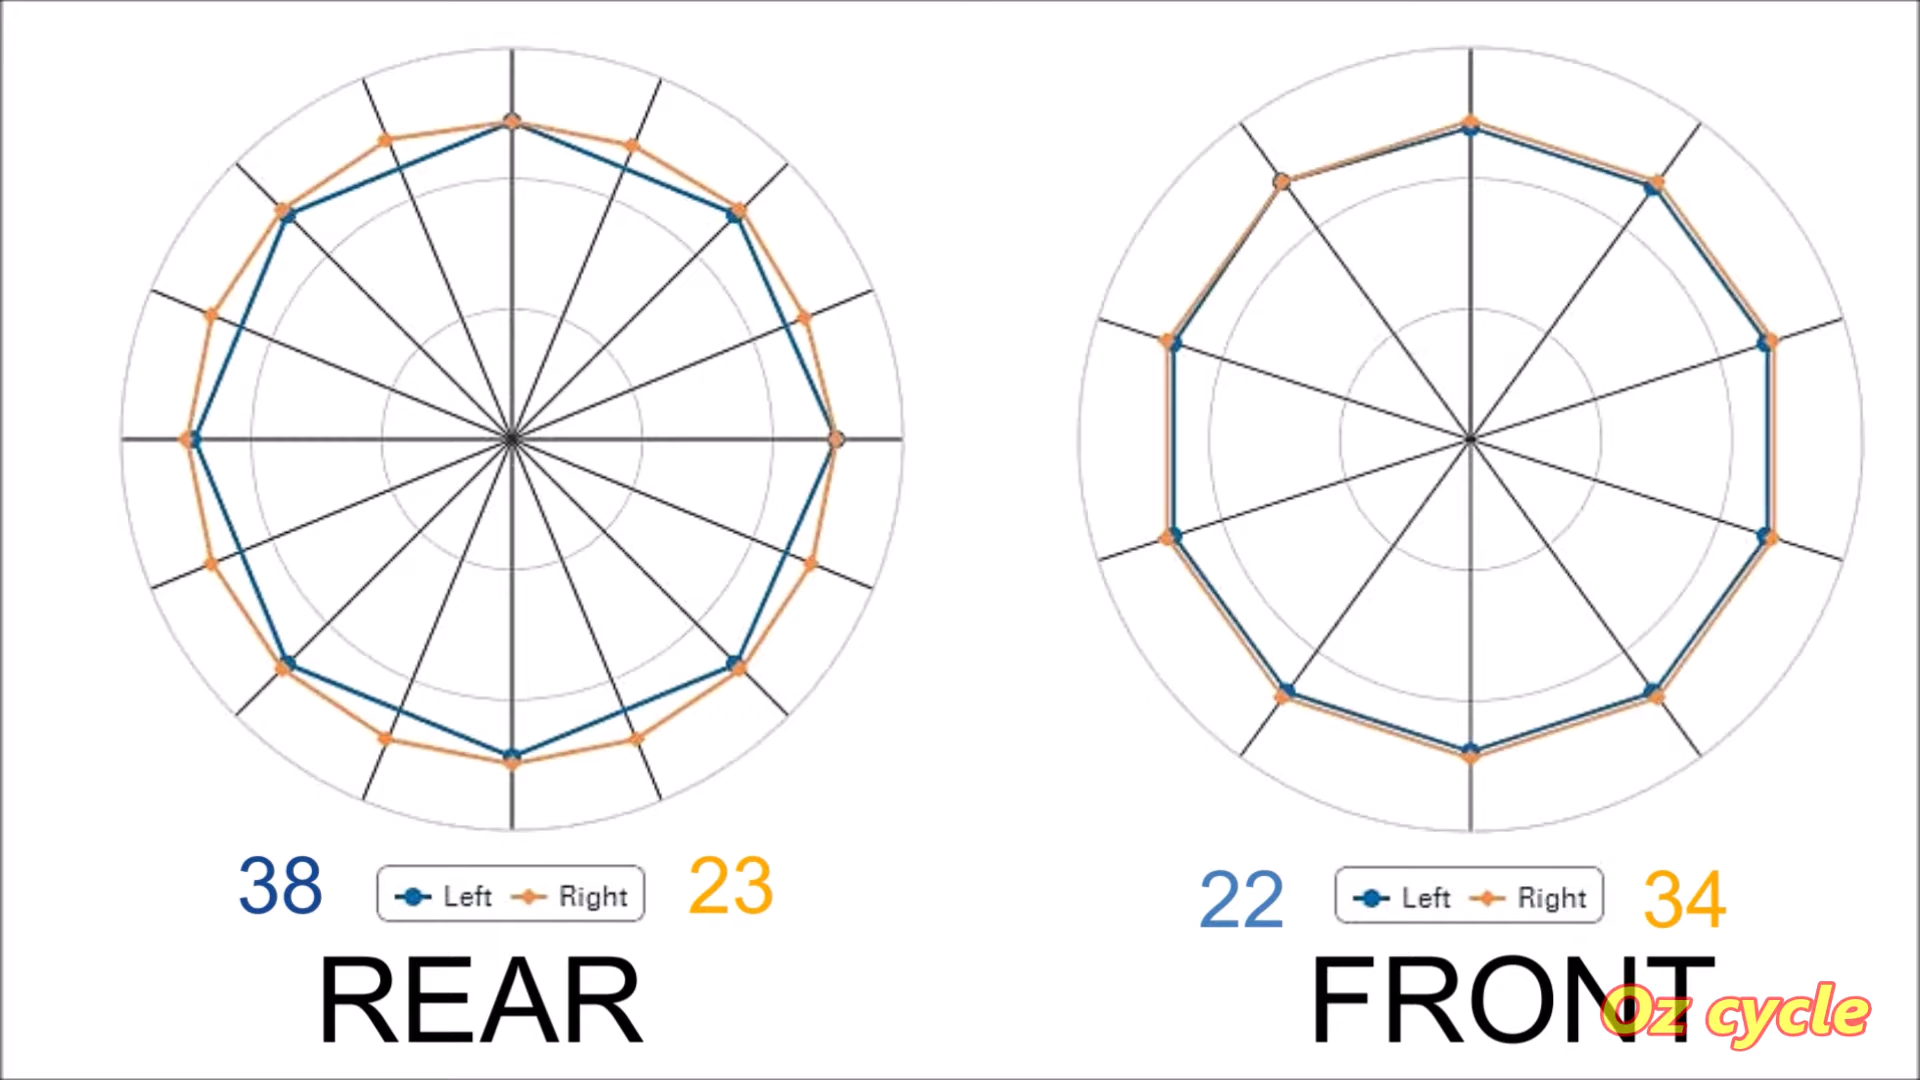 38 Left Right 23
REAR
22 Left Right 34
FRONT
Oz cycle